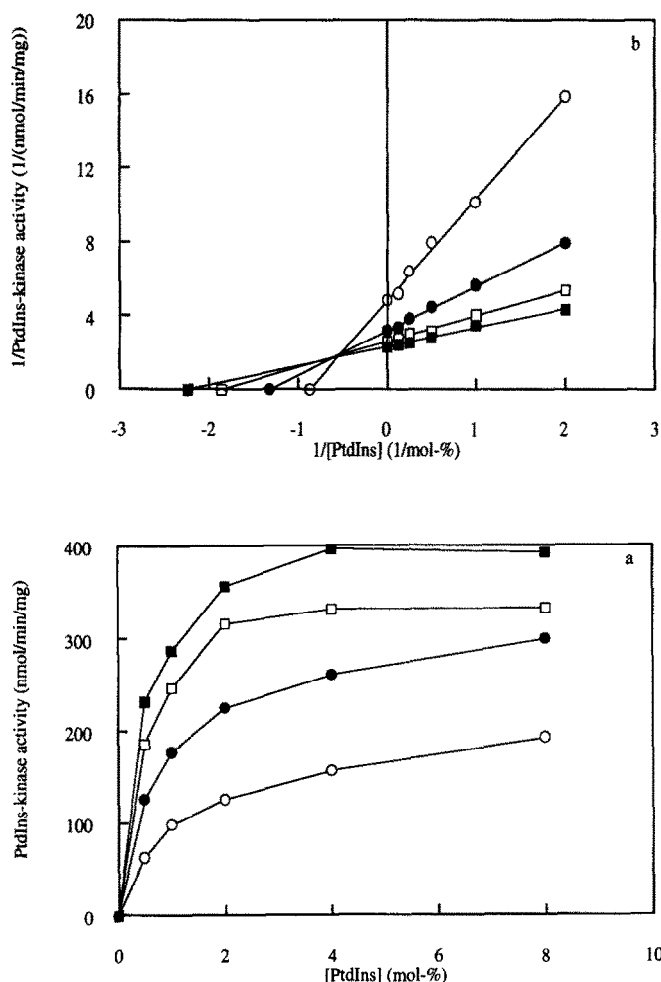 20
b
16
12
8
4
0
1/PtdIns-kinase activity (1/(nmol/min/mg))
-3 -2 -1 0 1 2 3
1/[PtdIns] (1/mol-%)
400
a
300
200
100
0
PtdIns-kinase activity (nmol/min/mg)
0 2 4 6 8 10
[PtdIns] (mol-%)